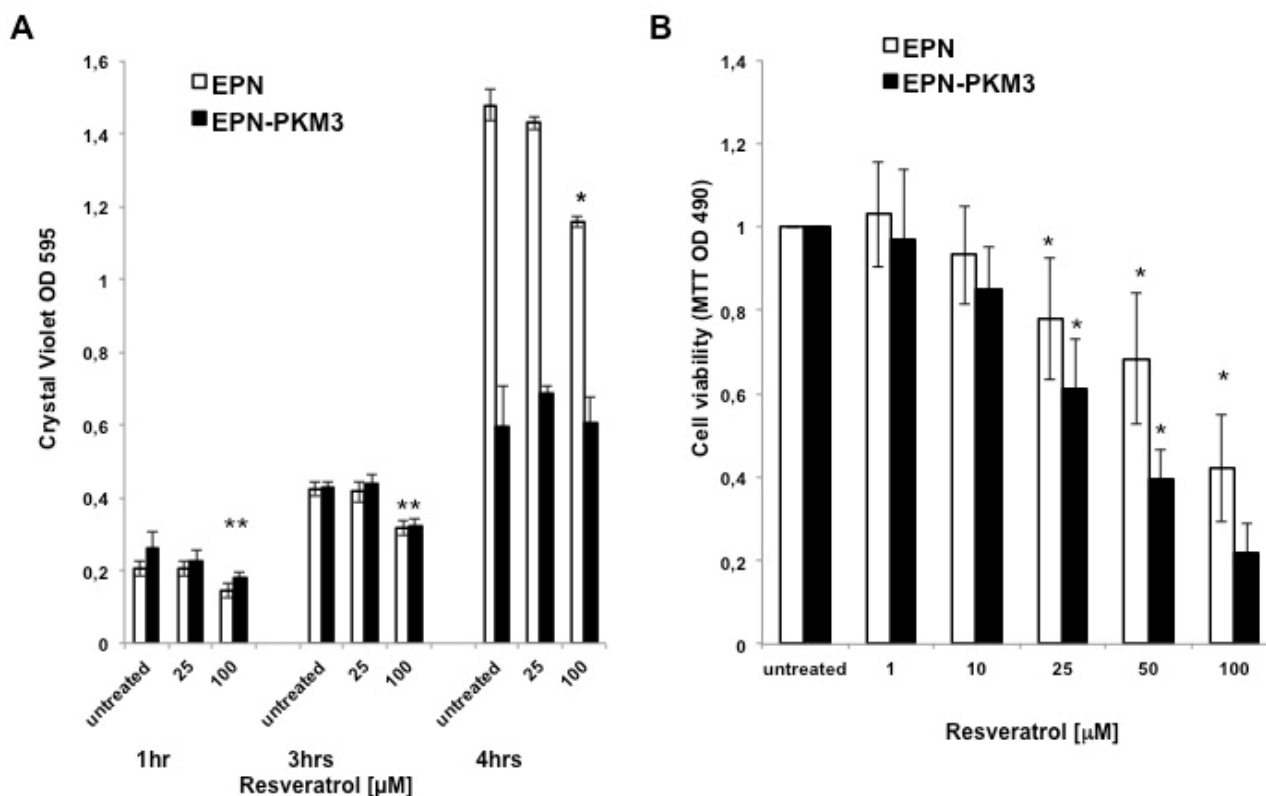 A
1,6
1,4
1,2
1
0,8
0,6
0,4
0,2
0
Crystal Violet OD 595
EPN
EPN-PKM3
**
**
*
untreated
25
100
untreated
25
100
untreated
25
100
1hr
3hrs
4hrs
Resveratrol [µM]
B
1,4
1,2
1
0,8
0,6
0,4
0,2
0
Cell viability (MTT OD 490)
EPN
EPN-PKM3
*
*
*
*
*
untreated
1
10
25
50
100
Resveratrol [µM]